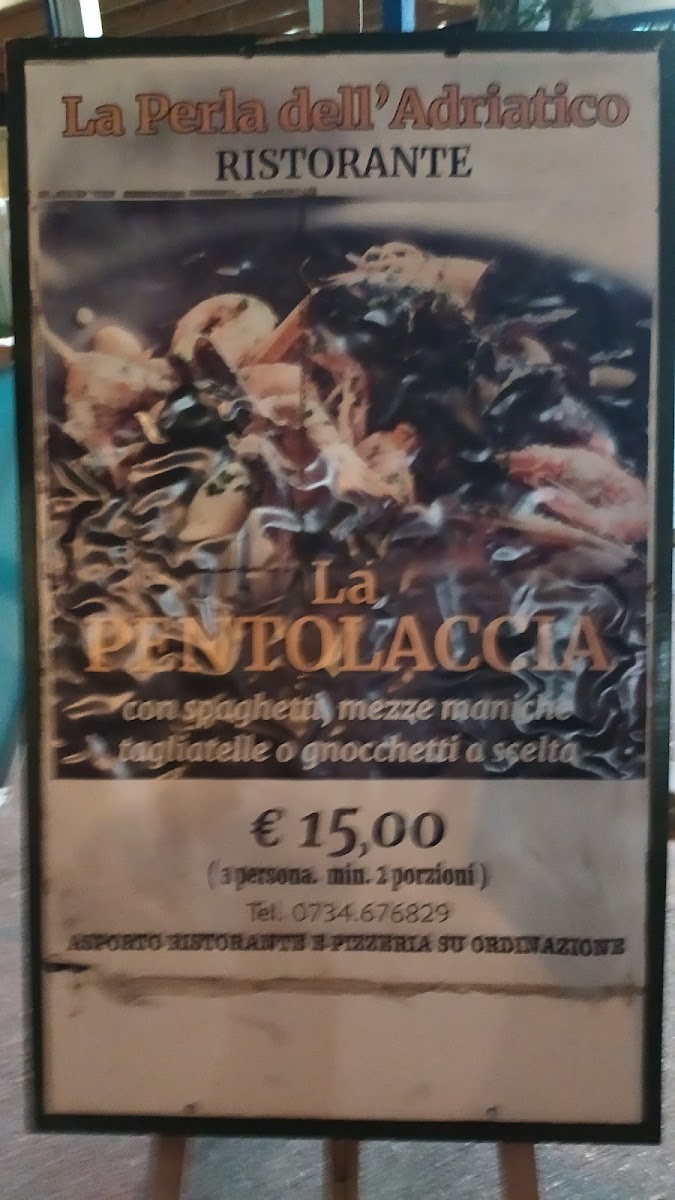 La Perla dell'Adriatico
RISTORANTE
La
PENTOLACCIA
con spaghetti, mezze maniche
tagliatelle o gnocchetti a scelta
€ 15,00
( persona. min. 2 porzioni )
Tel. 0734.676829
ASPORTO RISTORANTE E PIZZERIA SU ORDINAZIONE